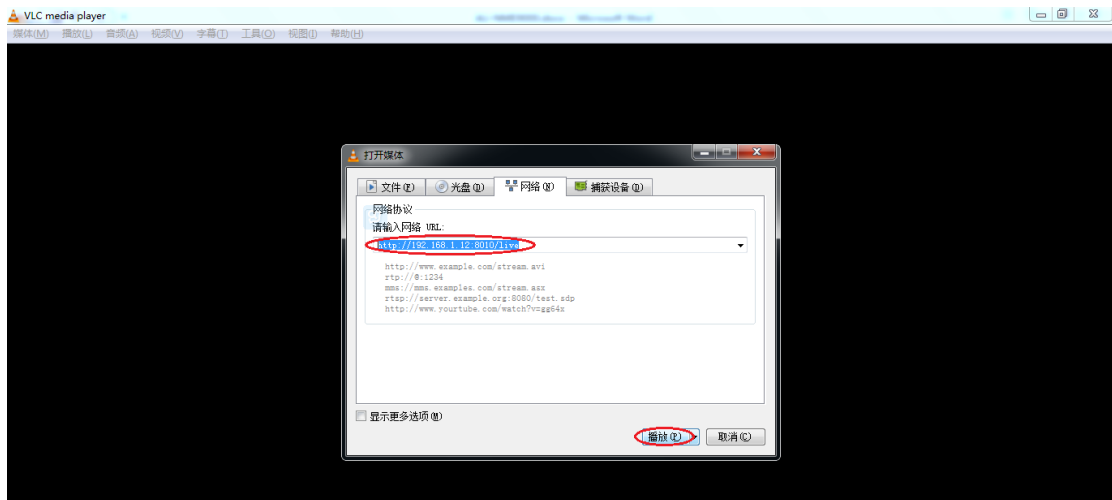 VLC media player
媒体(M) 播放(L) 音频(A) 视频(V) 字幕(T) 工具(O) 视图(I) 帮助(H)
打开媒体
文件(F) 光盘(D) 网络(N) 捕获设备(D)
网络协议
请输入网络 URL:
http://192.168.1.12:8010/live
http://www.example.com/stream.avi
rtp://@:1234
mms://mms.examples.com/stream.asx
rtsp://server.example.org:8080/test.sdp
http://www.yourtube.com/watch?v=gg64x
显示更多选项(M)
播放(P) 取消(C)